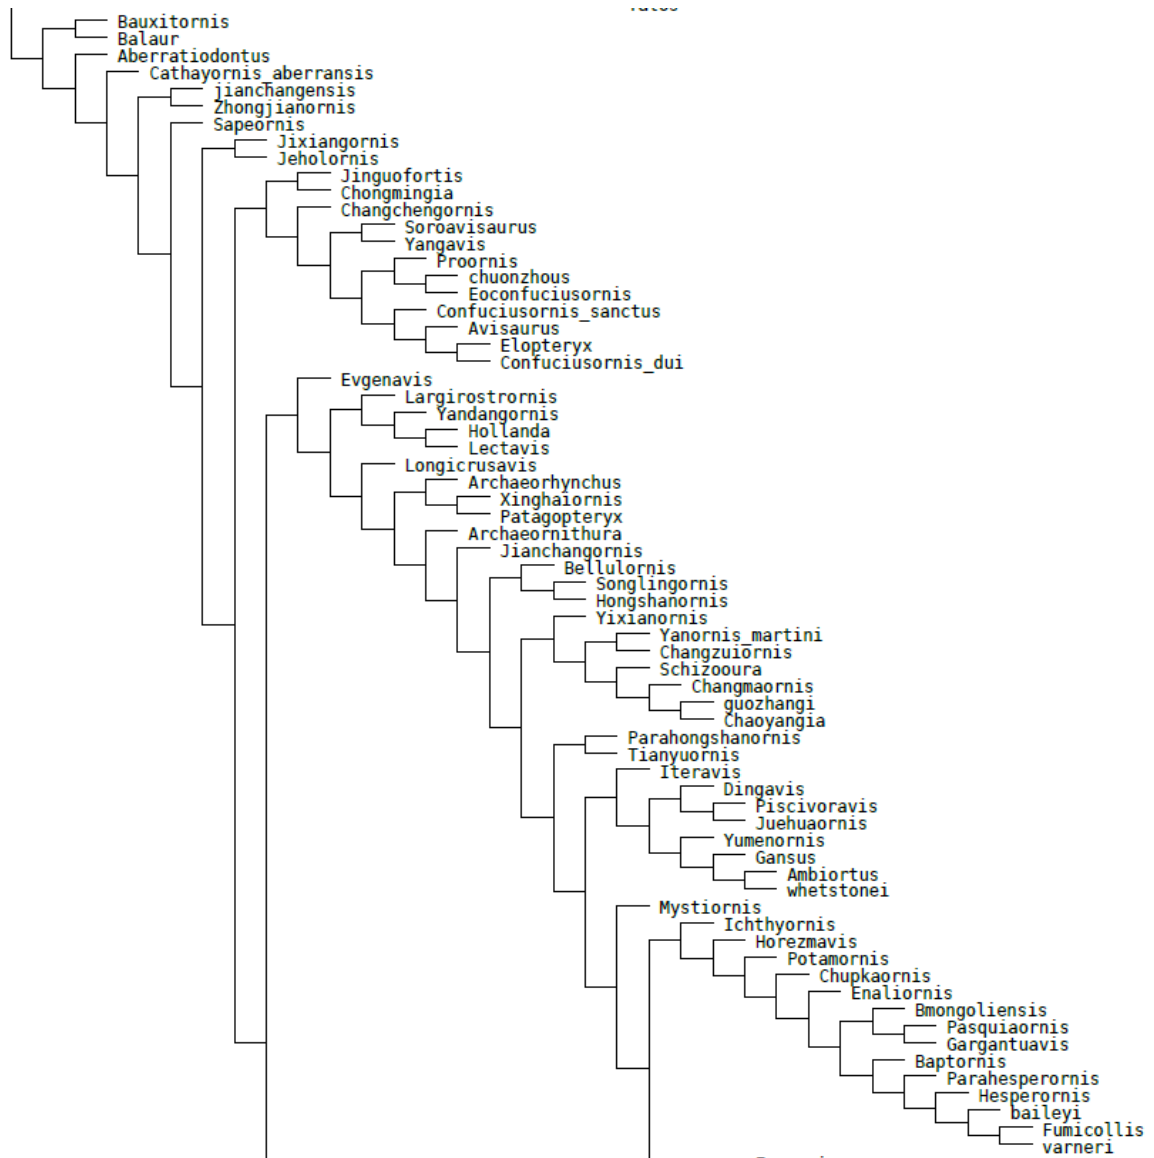 Bauxitornis
Balaur
Aberratiodontus
Cathayornis_aberransis
jianchangensis
Zhongjianornis
Sapeornis
Jixiangornis
Jeholornis
Jinguofortis
Chongmingia
Changchengornis
Soroavisaurus
Yangavis
Proornis
chuonzhous
Eoconfuciusornis
Confuciusornis_sanctus
Avisaurus
Elopteryx
Confuciusornis_dui
Evgenavis
Largirostrornis
Yandangornis
Hollanda
Lectavis
Longicrusavis
Archaeorhynchus
Xinghaiornis
Patagopteryx
Archaeornithura
Jianchangornis
Bellulornis
Songlingornis
Hongshanornis
Yixianornis
Yanornis_martini
Changzuiornis
Schizooura
Changmaornis
guozhangi
Chaoyangia
Parahongshanornis
Tianyuornis
Iteravis
Dingavis
Piscivoravis
Juehuaornis
Yumenornis
Gansus
Ambiortus
whetstonei
Mystiornis
Ichthyornis
Horezmavis
Potamornis
Chupkaornis
Enaliornis
Bmongoliensis
Pasquiaornis
Gargantuavis
Baptornis
Parahesperornis
Hesperornis
baileyi
Fumicollis
varneri